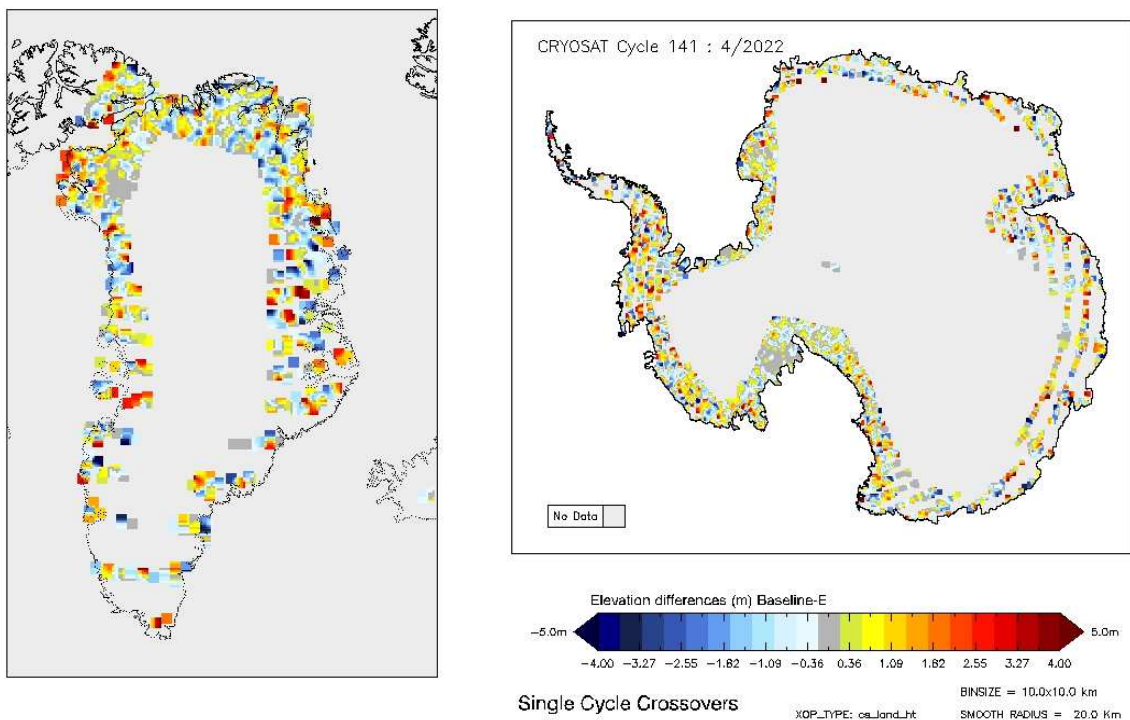 CRYOSAT Cycle 141 : 4/2022
No Data
Elevation differences (m) Baseline-E
-5.0m 5.0m
-4.00 -3.27 -2.55 -1.82 -1.09 -0.36 0.36 1.09 1.82 2.55 3.27 4.00
Single Cycle Crossovers
BINSIZE = 10.0x10.0 km
XOP_TYPE: cs_land_ht SMOOTH RADIUS = 20.0 Km